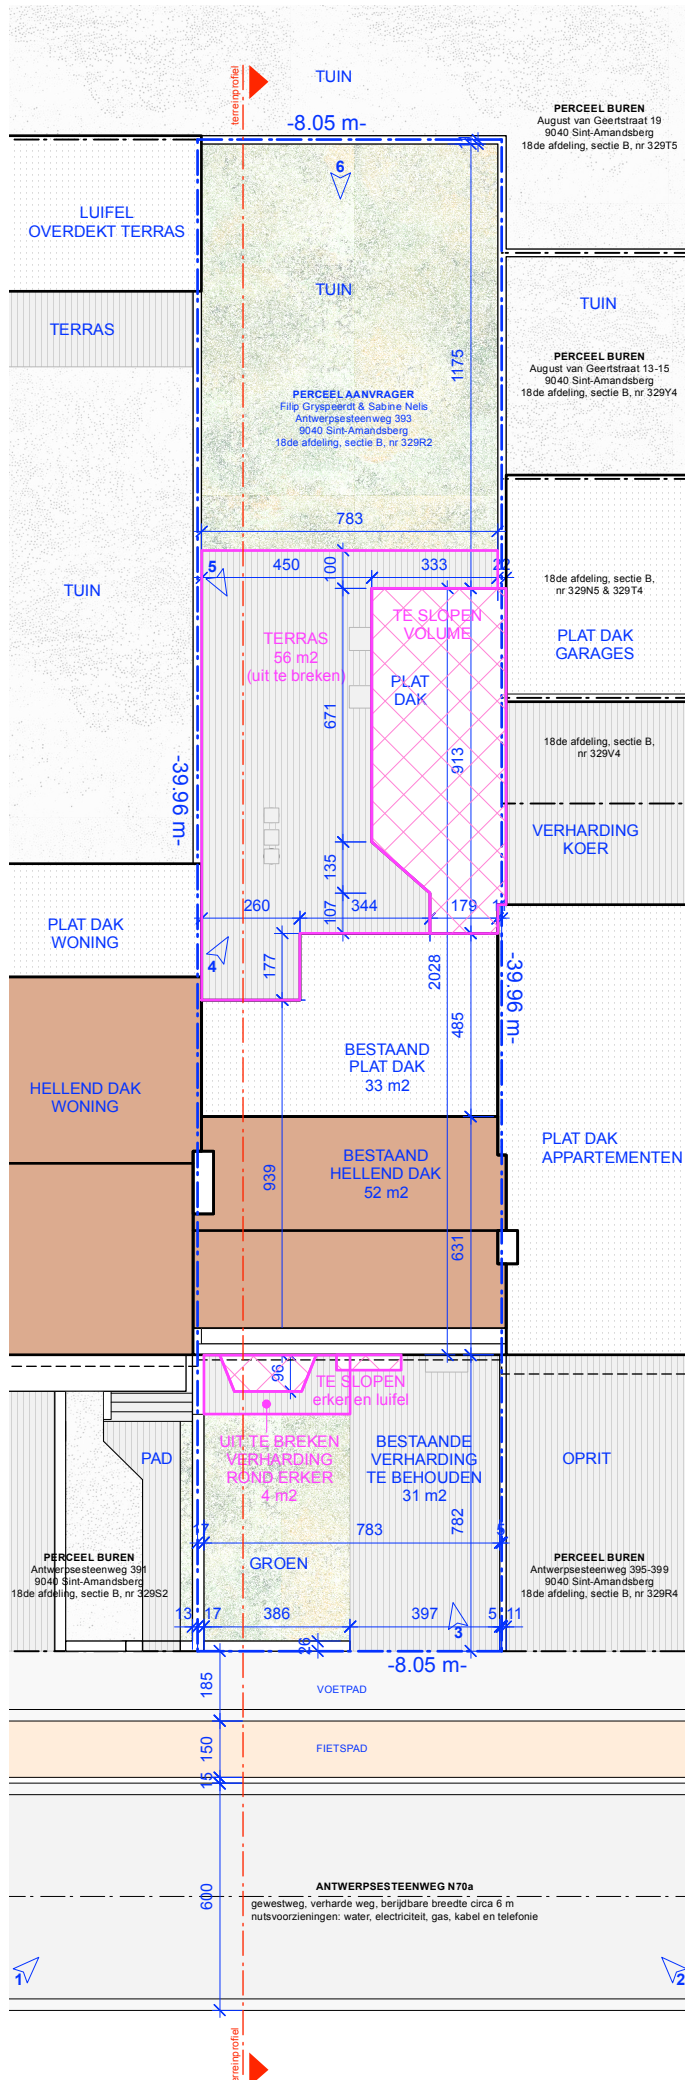 terreinprofiel
TUIN
-8.05 m-
PERCEEL BUREN
August van Geertstraat 19
9040 Sint-Amandsberg
18de afdeling, sectie B, nr 329T5
6
LUIFEL
OVERDEKT TERRAS
TUIN
TUIN
TERRAS
1175
PERCEEL BUREN
August van Geertstraat 13-15
9040 Sint-Amandsberg
18de afdeling, sectie B, nr 329Y4
PERCEEL AANVRAGER
Filip Gryspeerdt & Sabine Nelis
Antwerpsesteenweg 393
9040 Sint-Amandsberg
18de afdeling, sectie B, nr 329R2
783
5
450
100
333
22
TUIN
18de afdeling, sectie B,
nr 329N5 & 329T4
TE SLOPEN
VOLUME
TERRAS
56 m2
(uit te breken)
PLAT DAK
GARAGES
PLAT
DAK
671
913
18de afdeling, sectie B,
nr 329V4
-39.96 m-
VERHARDING
KOER
135
260
107
344
179
PLAT DAK
WONING
4
177
2028
485
-39.96 m-
BESTAAND
PLAT DAK
33 m2
HELLEND DAK
WONING
PLAT DAK
APPARTEMENTEN
BESTAAND
HELLEND DAK
52 m2
939
631
96
TE SLOPEN
erker en luifel
UIT TE BREKEN
VERHARDING
ROND ERKER
4 m2
BESTAANDE
VERHARDING
TE BEHOUDEN
31 m2
PAD
OPRIT
782
17
783
5
PERCEEL BUREN
Antwerpsesteenweg 391
9040 Sint-Amandsberg
18de afdeling, sectie B, nr 329S2
GROEN
PERCEEL BUREN
Antwerpsesteenweg 395-399
9040 Sint-Amandsberg
18de afdeling, sectie B, nr 329R4
13
17
386
397
5
11
3
26
-8.05 m-
185
VOETPAD
150
FIETSPAD
15
600
ANTWERPSESTEENWEG N70a
gewestweg, verharde weg, berijdbare breedte circa 6 m
nutsvoorzieningen: water, electriciteit, gas, kabel en telefonie
1
2
terreinprofiel